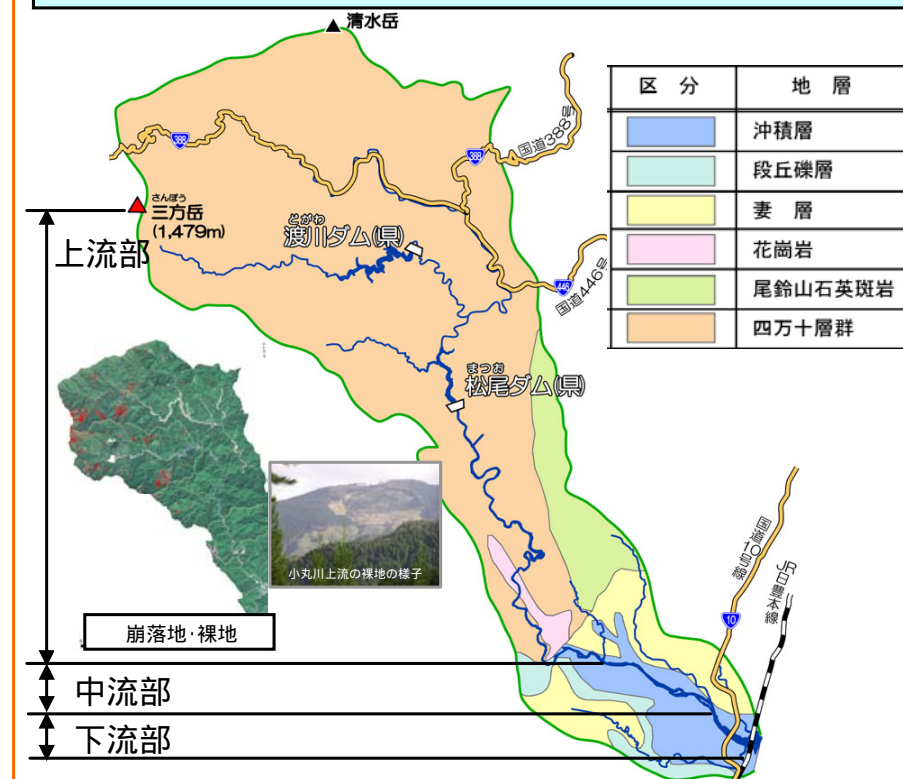 清水岳
区 分
地 層
沖積層
段丘礫層
妻 層
花崗岩
尾鈴山石英斑岩
四万十層群
388
388
国道388号
さんぽう
三方岳
(1,479m)
上流部
どがわ
渡川ダム(県)
446
国道446号
まつお
松尾ダム(県)
小丸川上流の裸地の様子
崩落地・裸地
国道10号線
JR日豊本線
10
中流部
下流部